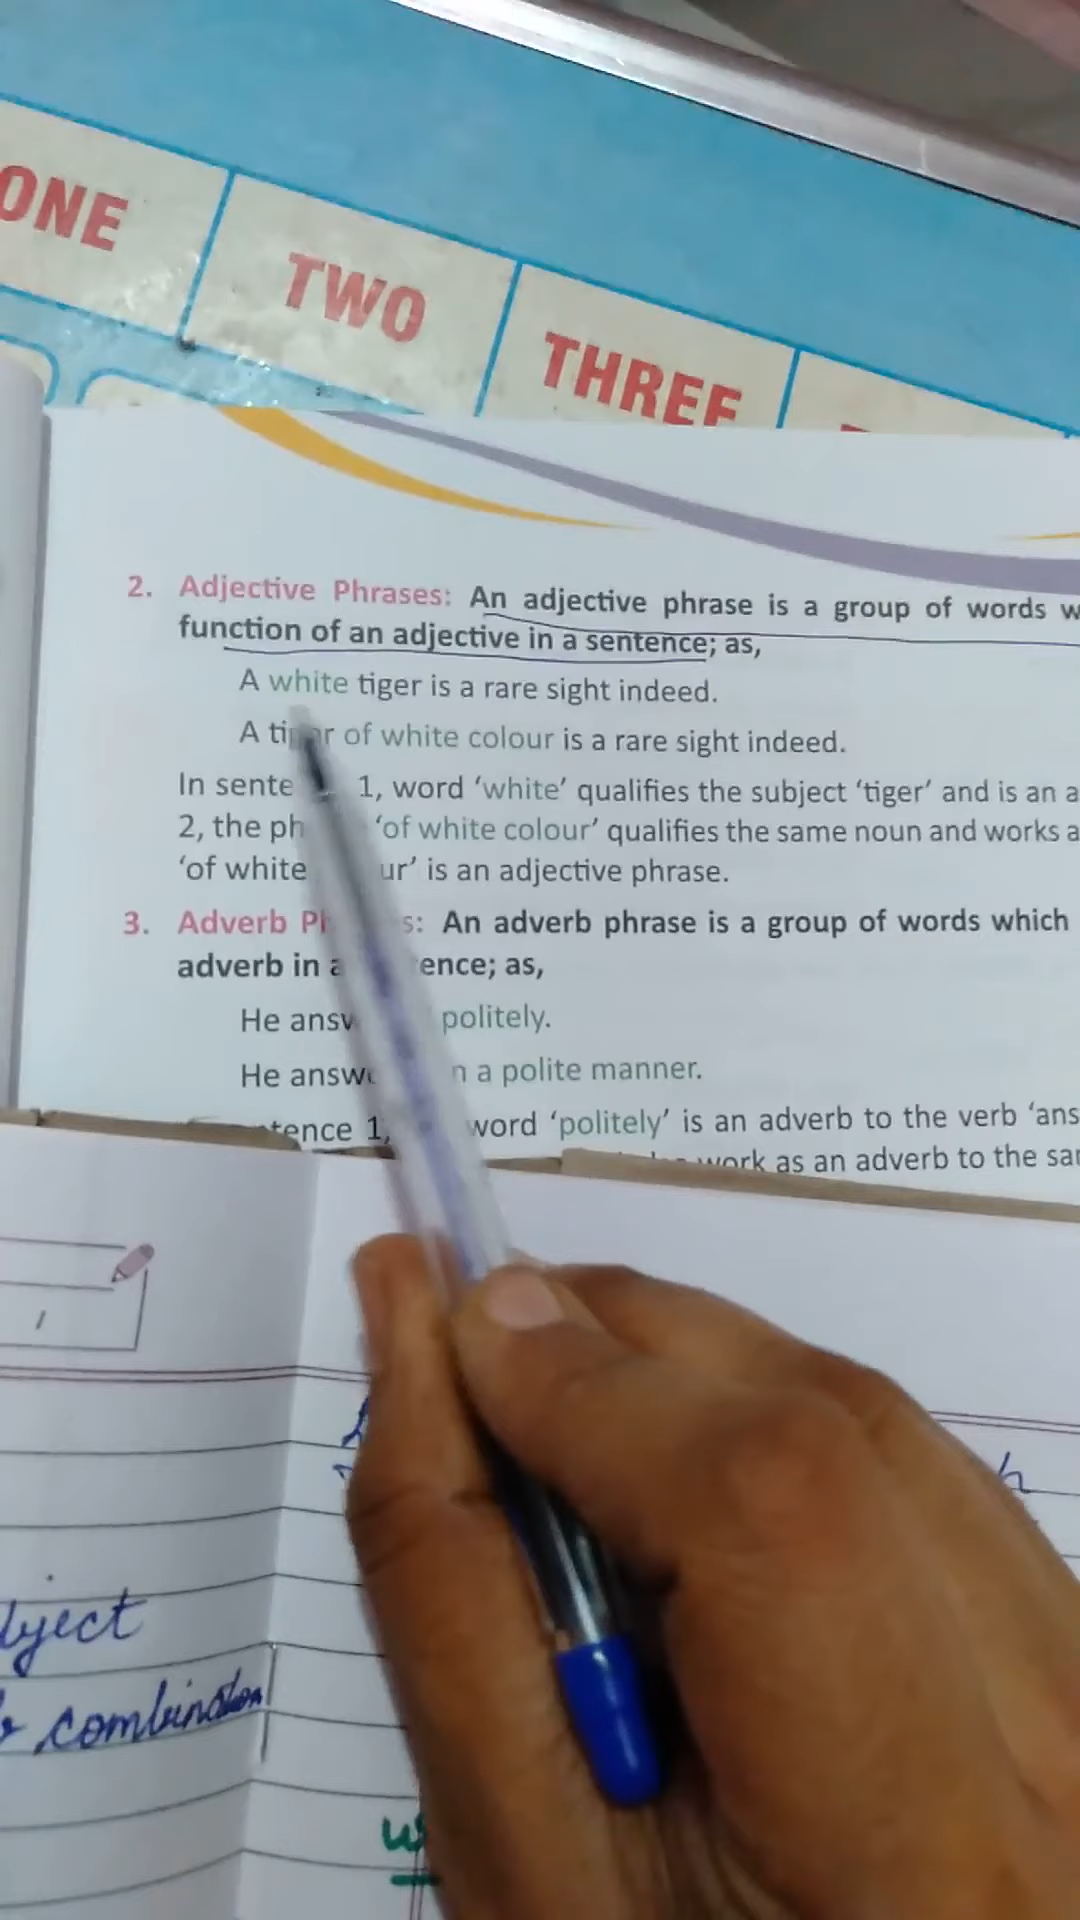 ONE
TWO
THREE
2. Adjective Phrases: An adjective phrase is a group of words
function of an adjective in a sentence; as,
A white tiger is a rare sight indeed.
A tiger of white colour is a rare sight indeed.
In sente 1, word ‘white’ qualifies the subject ‘tiger’ and is an
2, the ph ‘of white colour’ qualifies the same noun and works
‘of white ur’ is an adjective phrase.
3. Adverb Ph s: An adverb phrase is a group of words which
adverb in a ence; as,
He answ politely.
He answe n a polite manner.
tence 1, word ‘politely’ is an adverb to the verb ‘ans
work as an adverb to the sa
bject
combination